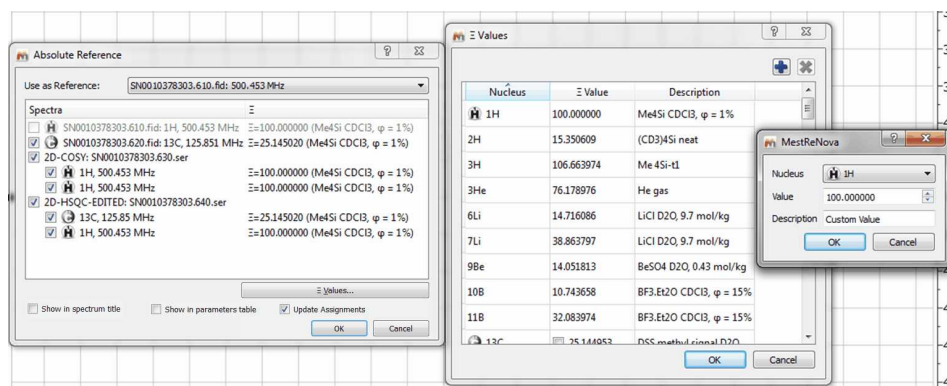 Absolute Reference
Use as Reference: SN0010378303.610.fid: 500.453 MHz
Spectra Ξ
SN0010378303.610.fid: 1H, 500.453 MHz Ξ=100.000000 (Me4Si CDCl3, φ = 1%)
SN0010378303.620.fid: 13C, 125.851 MHz Ξ=25.145020 (Me4Si CDCl3, φ = 1%)
2D-COSY: SN0010378303.630.ser
1H, 500.453 MHz Ξ=100.000000 (Me4Si CDCl3, φ = 1%)
1H, 500.453 MHz Ξ=100.000000 (Me4Si CDCl3, φ = 1%)
2D-HSQC-EDITED: SN0010378303.640.ser
13C, 125.85 MHz Ξ=25.145020 (Me4Si CDCl3, φ = 1%)
1H, 500.453 MHz Ξ=100.000000 (Me4Si CDCl3, φ = 1%)
Ξ Values...
Show in spectrum title Show in parameters table Update Assignments
OK Cancel
Ξ Values
Nucleus Ξ Value Description
1H 100.000000 Me4Si CDCl3, φ = 1%
2H 15.350609 (CD3)4Si neat
3H 106.663974 Me 4Si-t1
3He 76.178976 He gas
6Li 14.716086 LiCl D2O, 9.7 mol/kg
7Li 38.863797 LiCl D2O, 9.7 mol/kg
9Be 14.051813 BeSO4 D2O, 0.43 mol/kg
10B 10.743658 BF3.Et2O CDCl3, φ = 15%
11B 32.083974 BF3.Et2O CDCl3, φ = 15%
13C 25.144953 DSS methyl signal D2O
OK Cancel
MestReNova
Nucleus 1H
Value 100.000000
Description Custom Value
OK Cancel